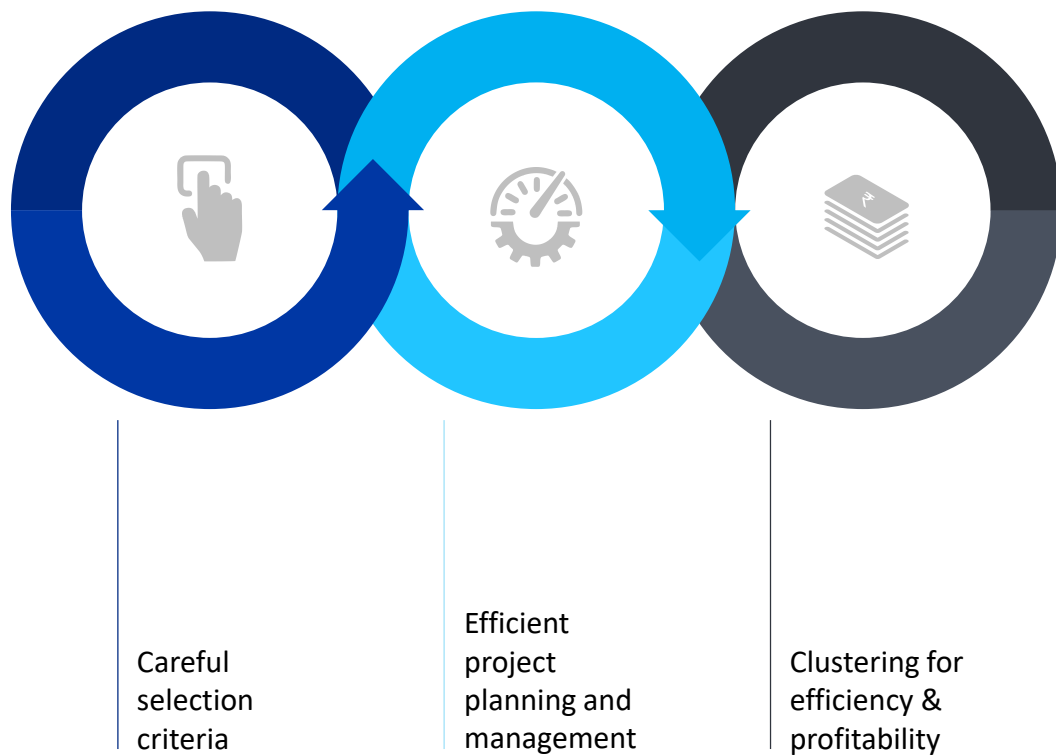 Careful
selection
criteria
Efficient
project
planning and
management
Clustering for
efficiency &
profitability